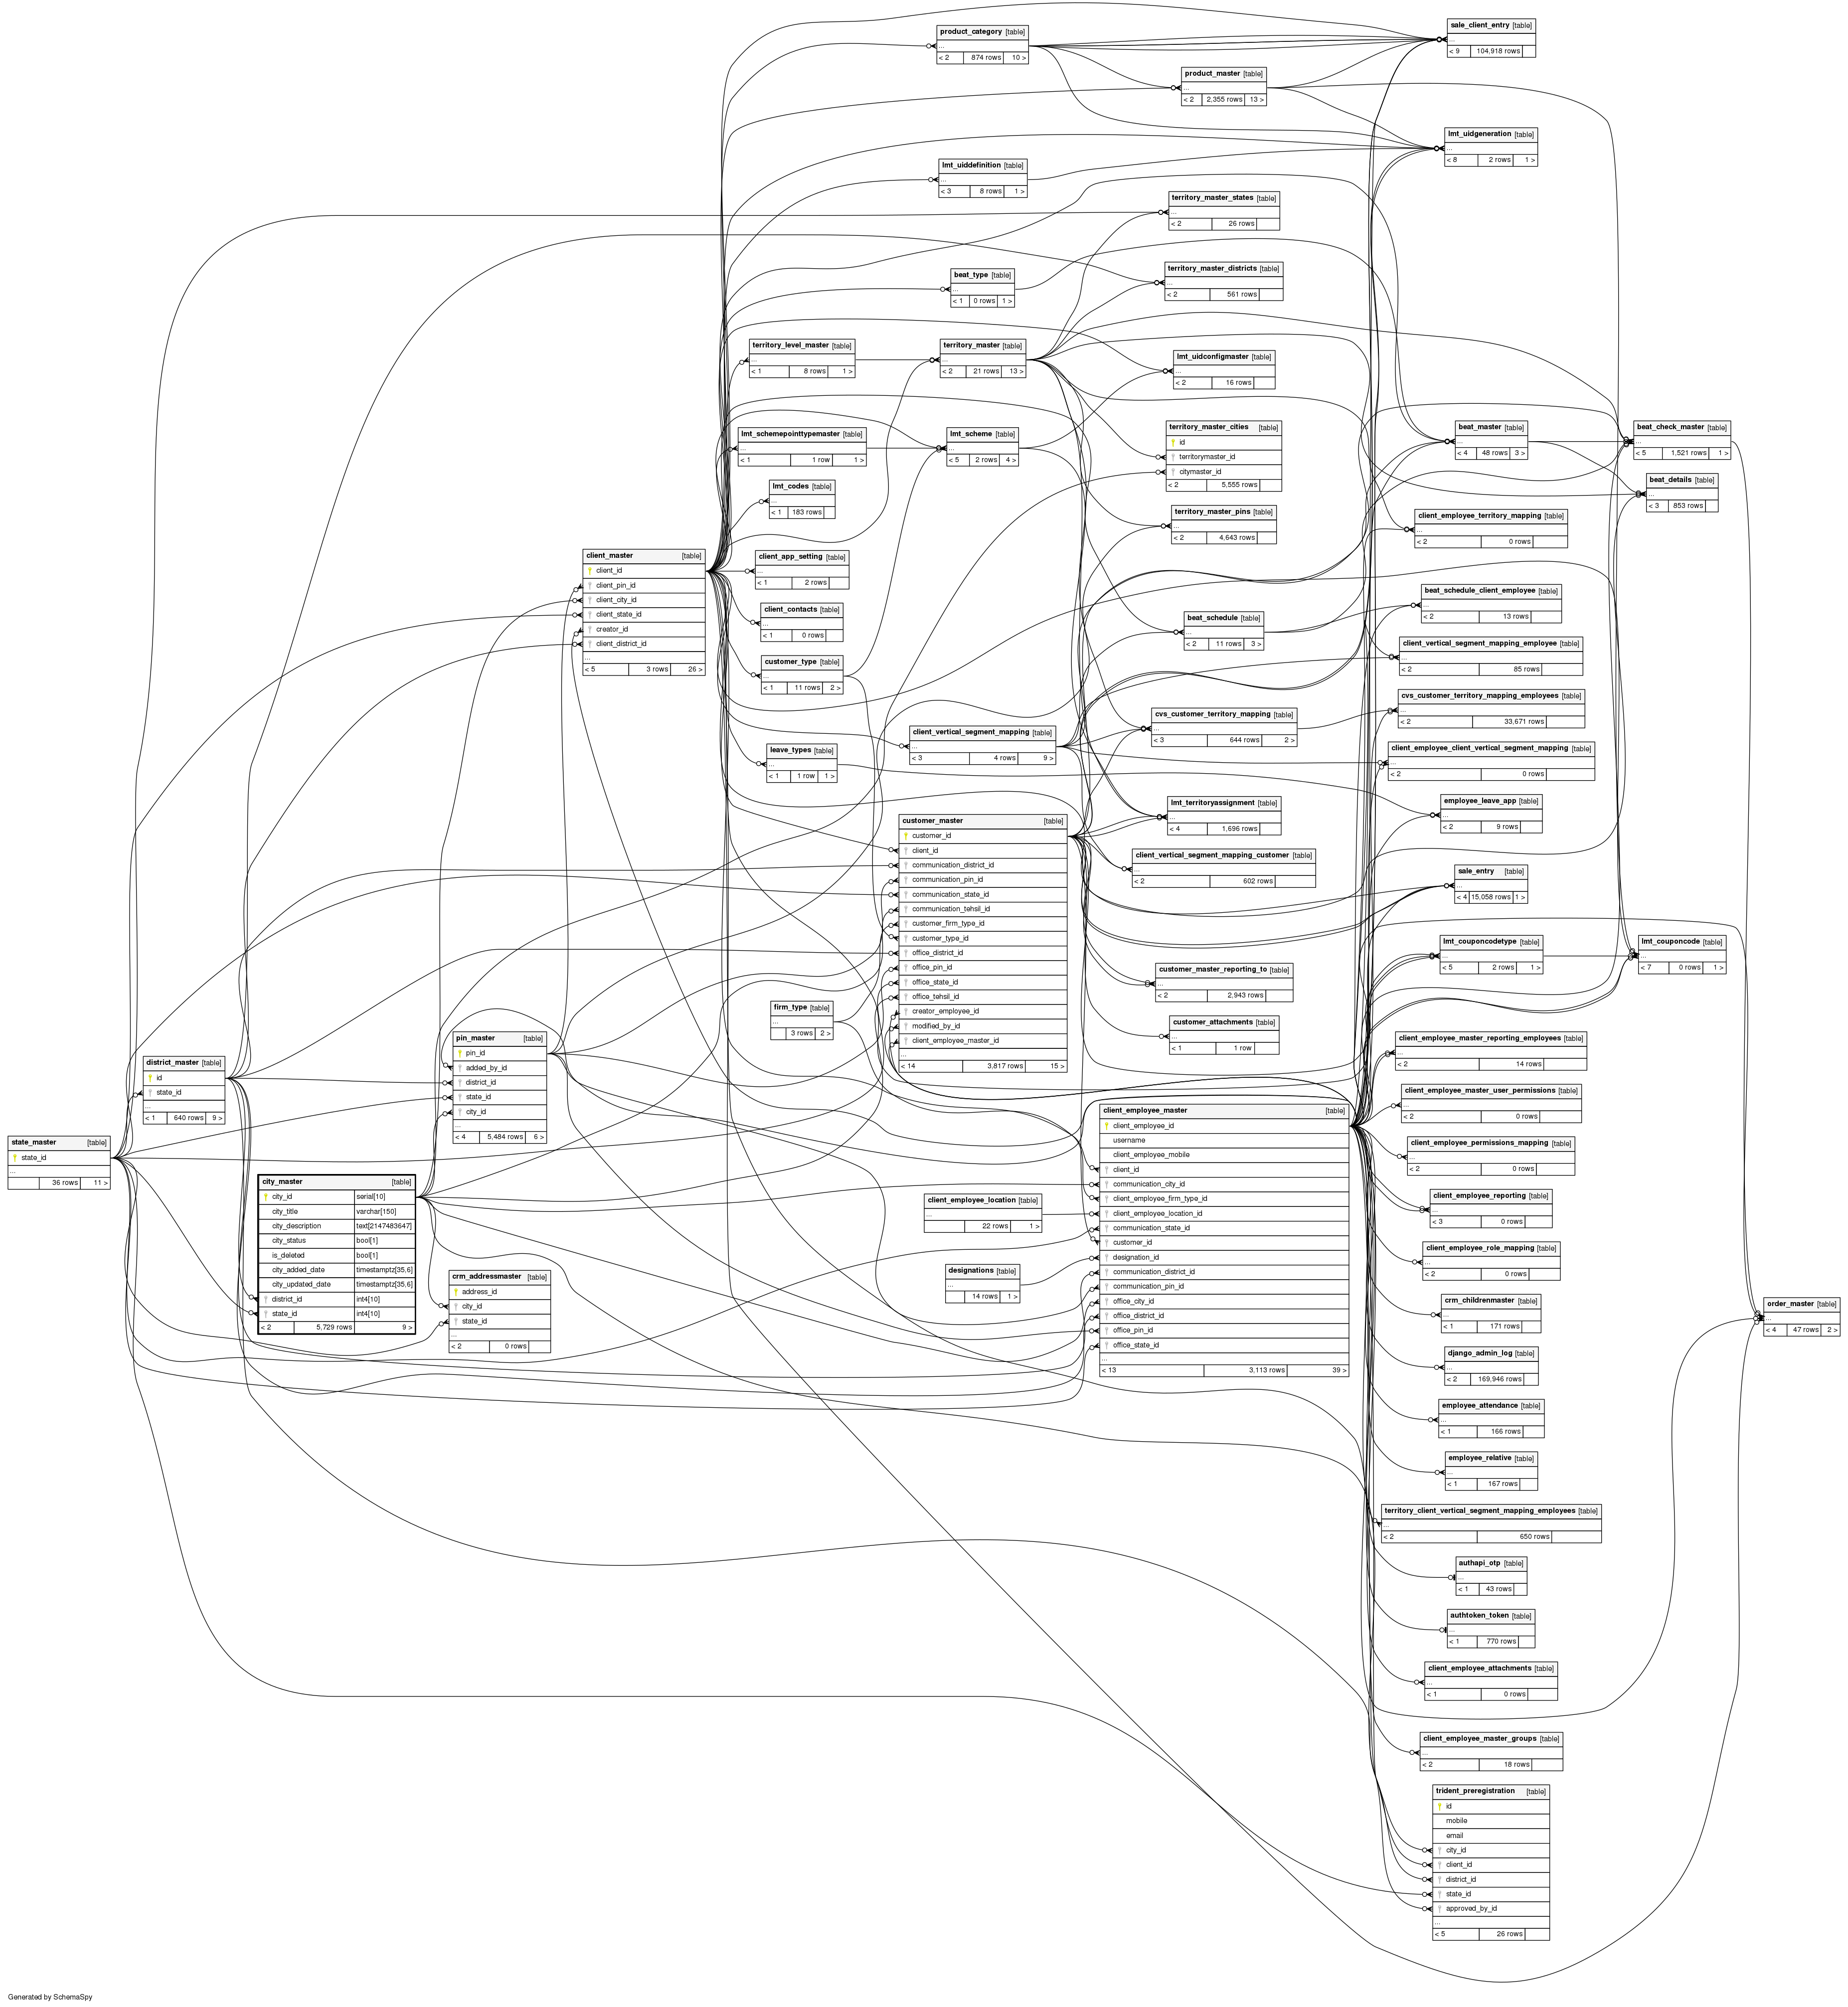 product_category [table]
...
< 2 874 rows 10 >
sale_client_entry [table]
...
< 9 104,918 rows
product_master [table]
...
< 2 2,355 rows 13 >
lmt_uidgeneration [table]
...
< 8 2 rows 1 >
lmt_uiddefinition [table]
...
< 3 8 rows 1 >
territory_master_states [table]
...
< 2 26 rows
beat_type [table]
...
< 1 0 rows 1 >
territory_master_districts [table]
...
< 2 561 rows
territory_level_master [table]
...
< 1 8 rows 1 >
territory_master [table]
...
< 2 21 rows 13 >
lmt_uidconfigmaster [table]
...
< 2 16 rows
lmt_schemepointtypemaster [table]
...
< 1 1 row 1 >
lmt_scheme [table]
...
< 5 2 rows 4 >
territory_master_cities [table]
id
territorymaster_id
citymaster_id
< 2 5,555 rows
beat_master [table]
...
< 4 48 rows 3 >
beat_check_master [table]
...
< 5 1,521 rows 1 >
beat_details [table]
...
< 3 853 rows
lmt_codes [table]
...
< 1 183 rows
territory_master_pins [table]
...
< 2 4,643 rows
client_employee_territory_mapping [table]
...
< 2 0 rows
client_master [table]
client_id
client_pin_id
client_city_id
client_state_id
creator_id
client_district_id
...
< 5 3 rows 26 >
client_app_setting [table]
...
< 1 2 rows
client_contacts [table]
...
< 1 0 rows
customer_type [table]
...
< 1 11 rows 2 >
beat_schedule [table]
...
< 2 11 rows 3 >
beat_schedule_client_employee [table]
...
< 2 13 rows
client_vertical_segment_mapping_employee [table]
...
< 2 85 rows
cvs_customer_territory_mapping_employees [table]
...
< 2 33,671 rows
leave_types [table]
...
< 1 1 row 1 >
client_vertical_segment_mapping [table]
...
< 3 4 rows 9 >
cvs_customer_territory_mapping [table]
...
< 3 644 rows 2 >
client_employee_client_vertical_segment_mapping [table]
...
< 2 0 rows
lmt_territoryassignment [table]
...
< 4 1,696 rows
employee_leave_app [table]
...
< 2 9 rows
customer_master [table]
customer_id
client_id
communication_district_id
communication_pin_id
communication_state_id
communication_tehsil_id
customer_firm_type_id
customer_type_id
office_district_id
office_pin_id
office_state_id
office_tehsil_id
creator_employee_id
modified_by_id
client_employee_master_id
...
< 14 3,817 rows 15 >
client_vertical_segment_mapping_customer [table]
...
< 2 602 rows
sale_entry [table]
...
< 4 15,058 rows 1 >
lmt_couponcodetype [table]
...
< 5 2 rows 1 >
lmt_couponcode [table]
...
< 7 0 rows 1 >
customer_master_reporting_to [table]
...
< 2 2,943 rows
firm_type [table]
...
3 rows 2 >
customer_attachments [table]
...
< 1 1 row
client_employee_master_reporting_employees [table]
...
< 2 14 rows
client_employee_master_user_permissions [table]
...
< 2 0 rows
client_employee_permissions_mapping [table]
...
< 2 0 rows
client_employee_reporting [table]
...
< 3 0 rows
client_employee_role_mapping [table]
...
< 2 0 rows
state_master [table]
state_id
...
36 rows 11 >
district_master [table]
id
state_id
...
< 1 640 rows 9 >
pin_master [table]
pin_id
added_by_id
district_id
state_id
city_id
...
< 4 5,484 rows 6 >
city_master [table]
city_id serial[10]
city_title varchar[150]
city_description text[2147483647]
city_status bool[1]
is_deleted bool[1]
city_added_date timestamptz[35,6]
city_updated_date timestamptz[35,6]
district_id int4[10]
state_id int4[10]
< 2 5,729 rows 9 >
crm_addressmaster [table]
address_id
city_id
state_id
...
< 2 0 rows
client_employee_location [table]
...
22 rows 1 >
designations [table]
...
14 rows 1 >
client_employee_master [table]
client_employee_id
username
client_employee_mobile
client_id
communication_city_id
client_employee_firm_type_id
client_employee_location_id
communication_state_id
customer_id
designation_id
communication_district_id
communication_pin_id
office_city_id
office_district_id
office_pin_id
office_state_id
...
< 13 3,113 rows 39 >
crm_childrenmaster [table]
...
< 1 171 rows
order_master [table]
...
< 4 47 rows 2 >
django_admin_log [table]
...
< 2 169,946 rows
employee_attendance [table]
...
< 1 166 rows
employee_relative [table]
...
< 1 167 rows
territory_client_vertical_segment_mapping_employees [table]
...
< 2 650 rows
authapi_otp [table]
...
< 1 43 rows
authtoken_token [table]
...
< 1 770 rows
client_employee_attachments [table]
...
< 1 0 rows
client_employee_master_groups [table]
...
< 2 18 rows
trident_preregistration [table]
id
mobile
email
city_id
client_id
district_id
state_id
approved_by_id
...
< 5 26 rows
Generated by SchemaSpy